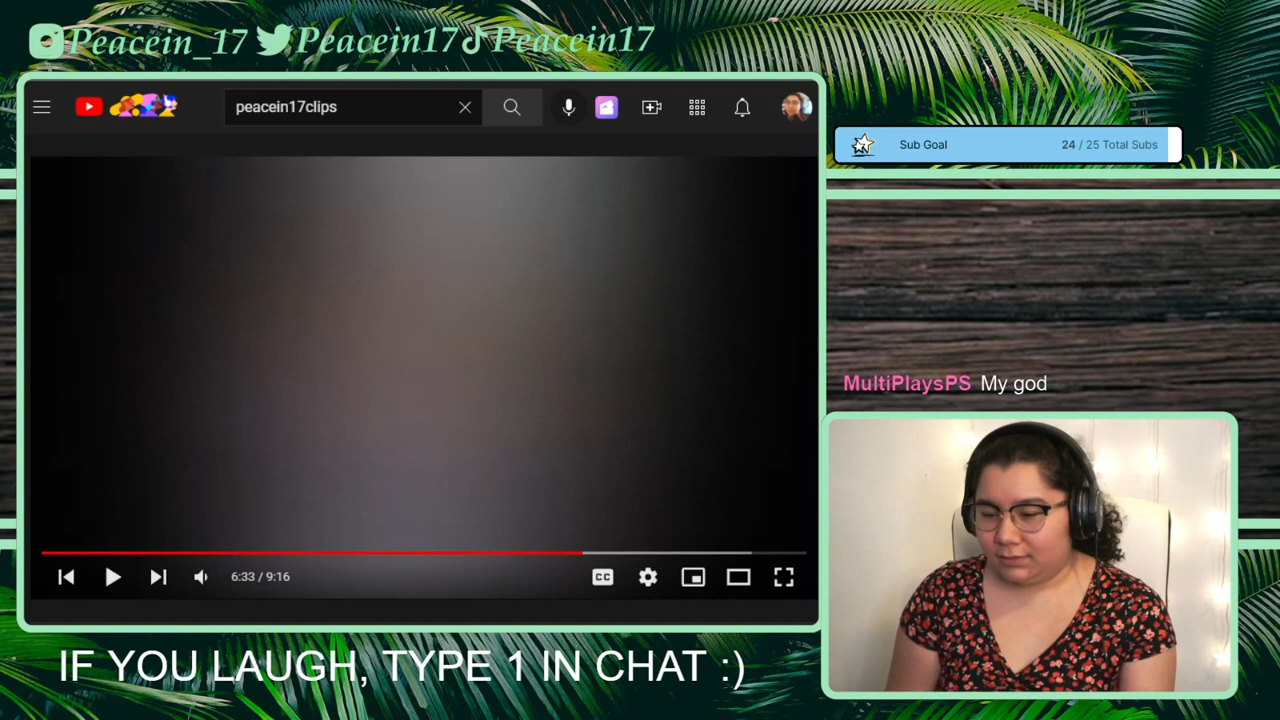 Peacein_17 Peacein17 Peacein17
peacein17clips
Sub Goal 24 / 25 Total Subs
MultiPlaysPS My god
6:33 / 9:16
CC
IF YOU LAUGH, TYPE 1 IN CHAT :)